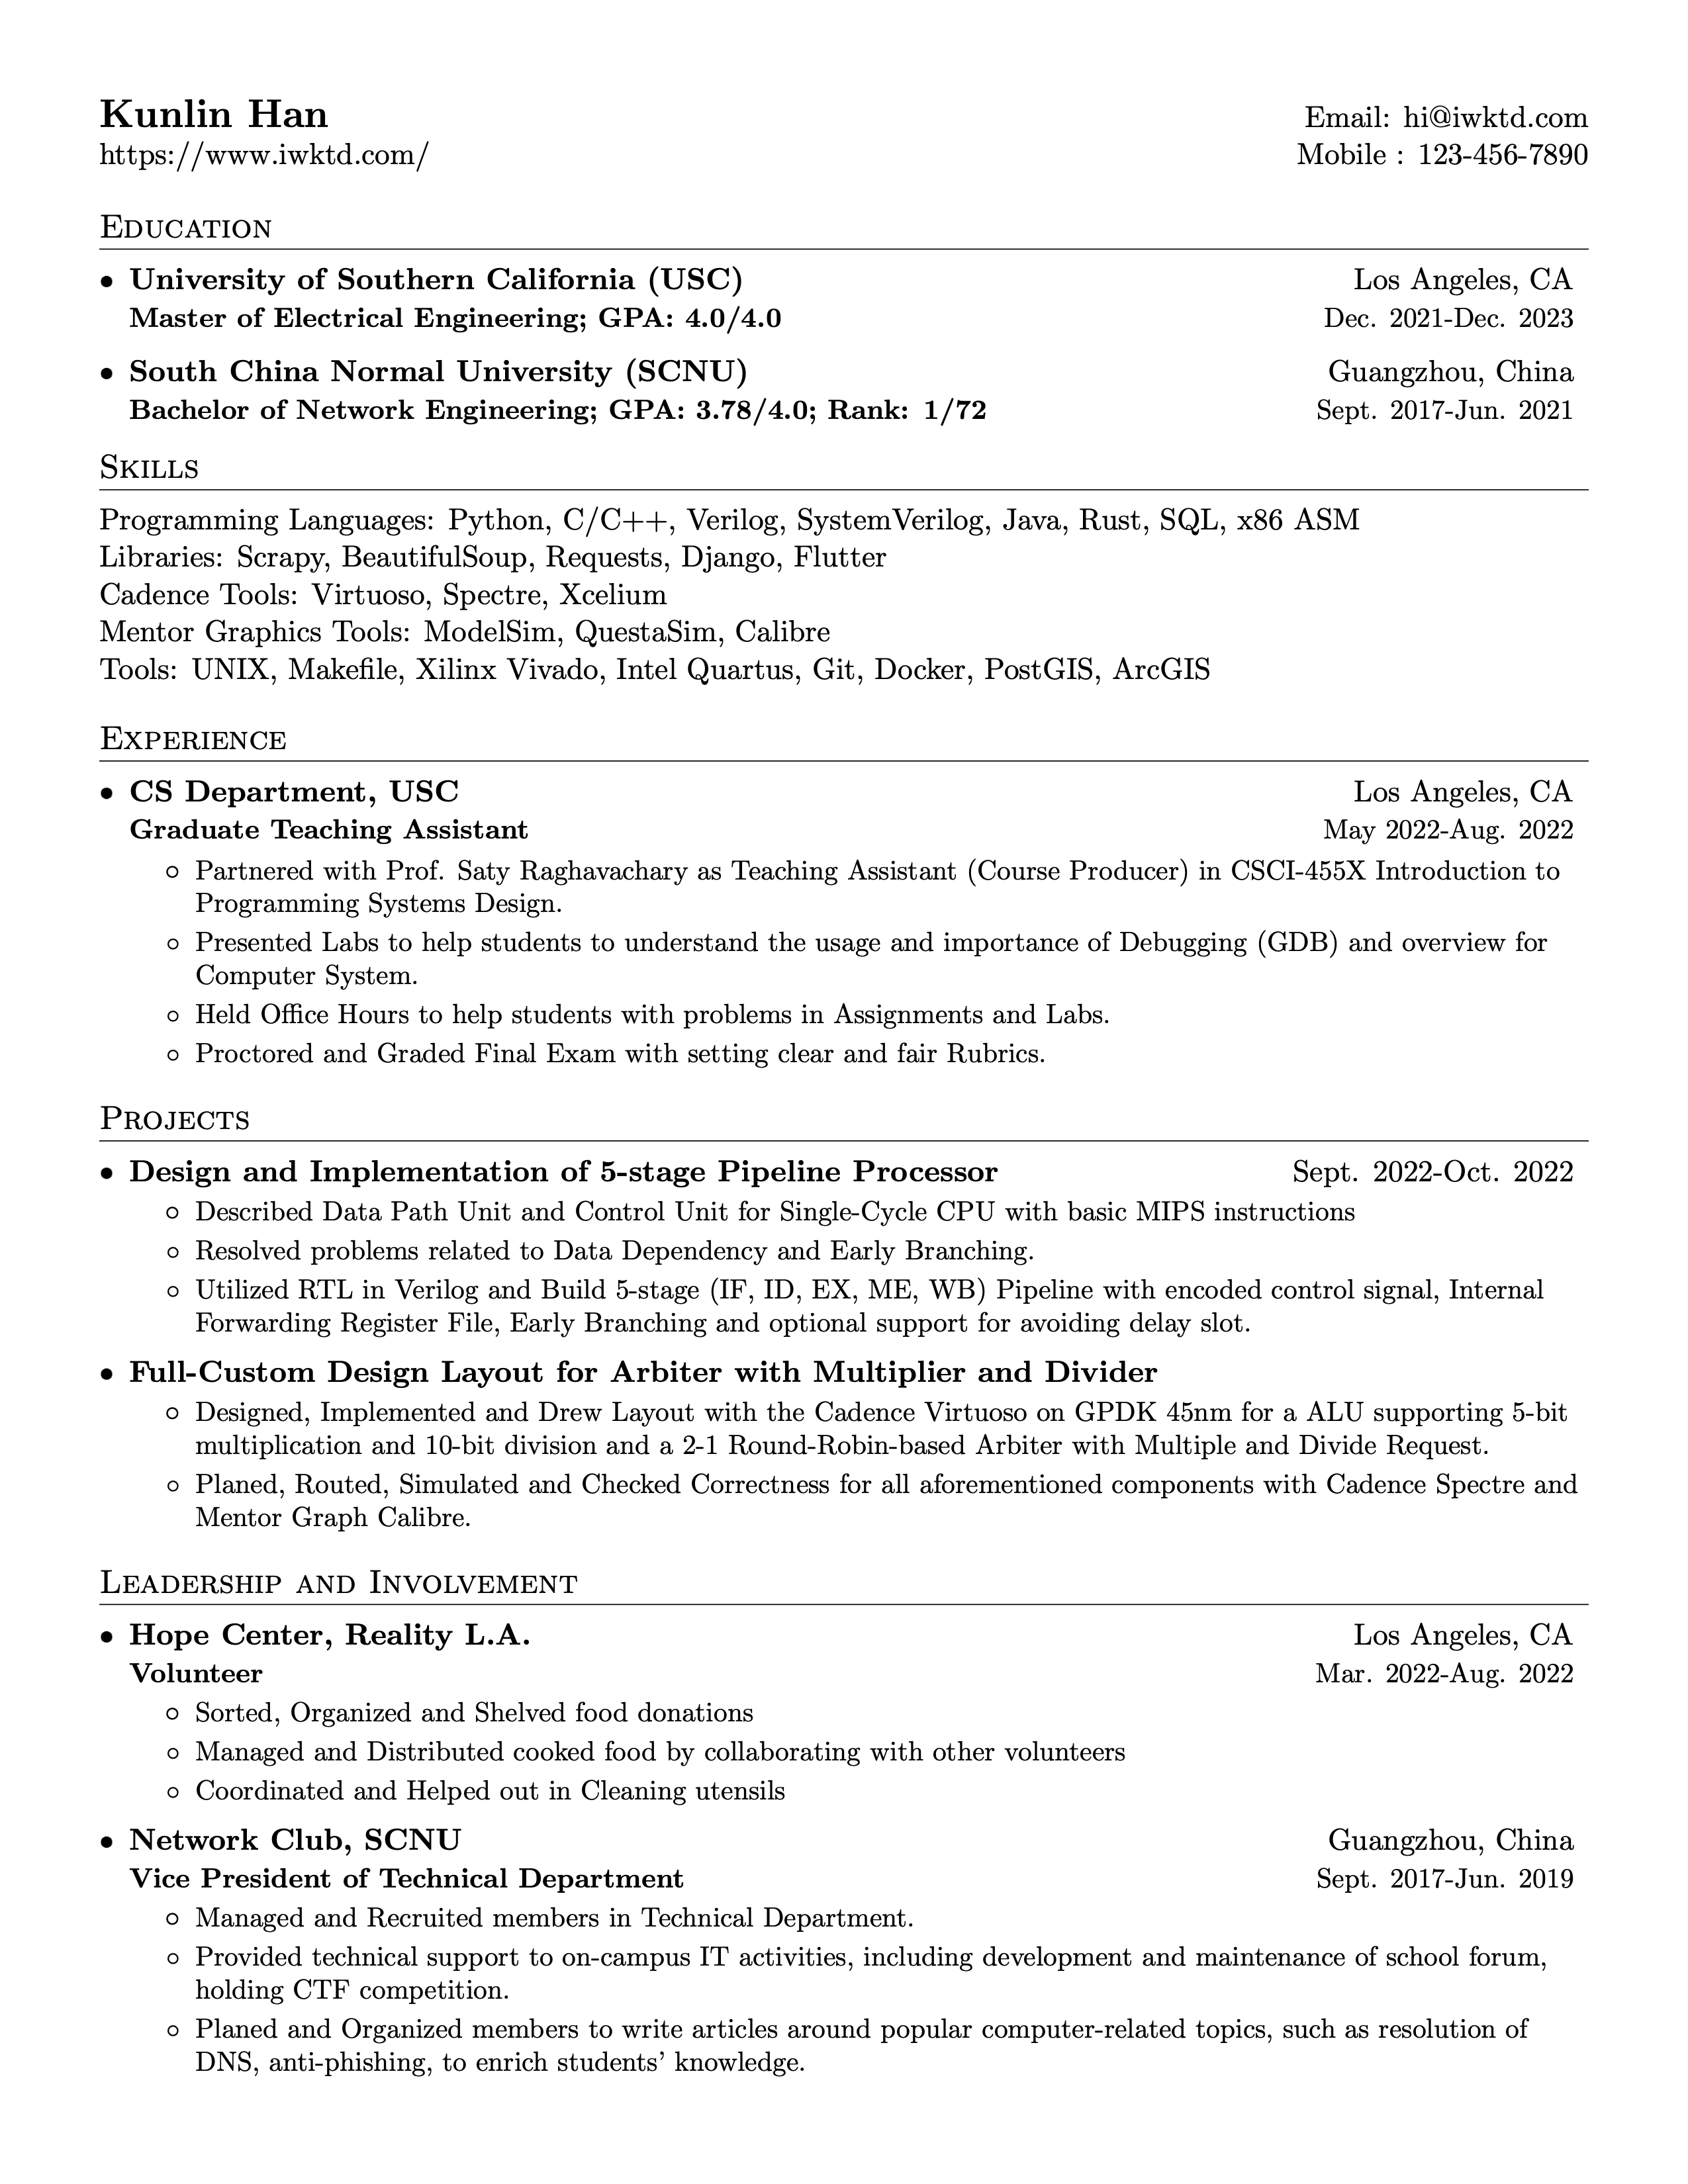 Kunlin Han
Email: hi@iwktd.com
https://www.iwktd.com/
Mobile : 123-456-7890
Education
• University of Southern California (USC) Los Angeles, CA
Master of Electrical Engineering; GPA: 4.0/4.0 Dec. 2021-Dec. 2023
• South China Normal University (SCNU) Guangzhou, China
Bachelor of Network Engineering; GPA: 3.78/4.0; Rank: 1/72 Sept. 2017-Jun. 2021
Skills
Programming Languages: Python, C/C++, Verilog, SystemVerilog, Java, Rust, SQL, x86 ASM
Libraries: Scrapy, BeautifulSoup, Requests, Django, Flutter
Cadence Tools: Virtuoso, Spectre, Xcelium
Mentor Graphics Tools: ModelSim, QuestaSim, Calibre
Tools: UNIX, Makefile, Xilinx Vivado, Intel Quartus, Git, Docker, PostGIS, ArcGIS
Experience
• CS Department, USC Los Angeles, CA
Graduate Teaching Assistant May 2022-Aug. 2022
◦ Partnered with Prof. Saty Raghavachary as Teaching Assistant (Course Producer) in CSCI-455X Introduction to
Programming Systems Design.
◦ Presented Labs to help students to understand the usage and importance of Debugging (GDB) and overview for
Computer System.
◦ Held Office Hours to help students with problems in Assignments and Labs.
◦ Proctored and Graded Final Exam with setting clear and fair Rubrics.
Projects
• Design and Implementation of 5-stage Pipeline Processor Sept. 2022-Oct. 2022
◦ Described Data Path Unit and Control Unit for Single-Cycle CPU with basic MIPS instructions
◦ Resolved problems related to Data Dependency and Early Branching.
◦ Utilized RTL in Verilog and Build 5-stage (IF, ID, EX, ME, WB) Pipeline with encoded control signal, Internal
Forwarding Register File, Early Branching and optional support for avoiding delay slot.
• Full-Custom Design Layout for Arbiter with Multiplier and Divider
◦ Designed, Implemented and Drew Layout with the Cadence Virtuoso on GPDK 45nm for a ALU supporting 5-bit
multiplication and 10-bit division and a 2-1 Round-Robin-based Arbiter with Multiple and Divide Request.
◦ Planed, Routed, Simulated and Checked Correctness for all aforementioned components with Cadence Spectre and
Mentor Graph Calibre.
Leadership and Involvement
• Hope Center, Reality L.A. Los Angeles, CA
Volunteer Mar. 2022-Aug. 2022
◦ Sorted, Organized and Shelved food donations
◦ Managed and Distributed cooked food by collaborating with other volunteers
◦ Coordinated and Helped out in Cleaning utensils
• Network Club, SCNU Guangzhou, China
Vice President of Technical Department Sept. 2017-Jun. 2019
◦ Managed and Recruited members in Technical Department.
◦ Provided technical support to on-campus IT activities, including development and maintenance of school forum,
holding CTF competition.
◦ Planed and Organized members to write articles around popular computer-related topics, such as resolution of
DNS, anti-phishing, to enrich students' knowledge.